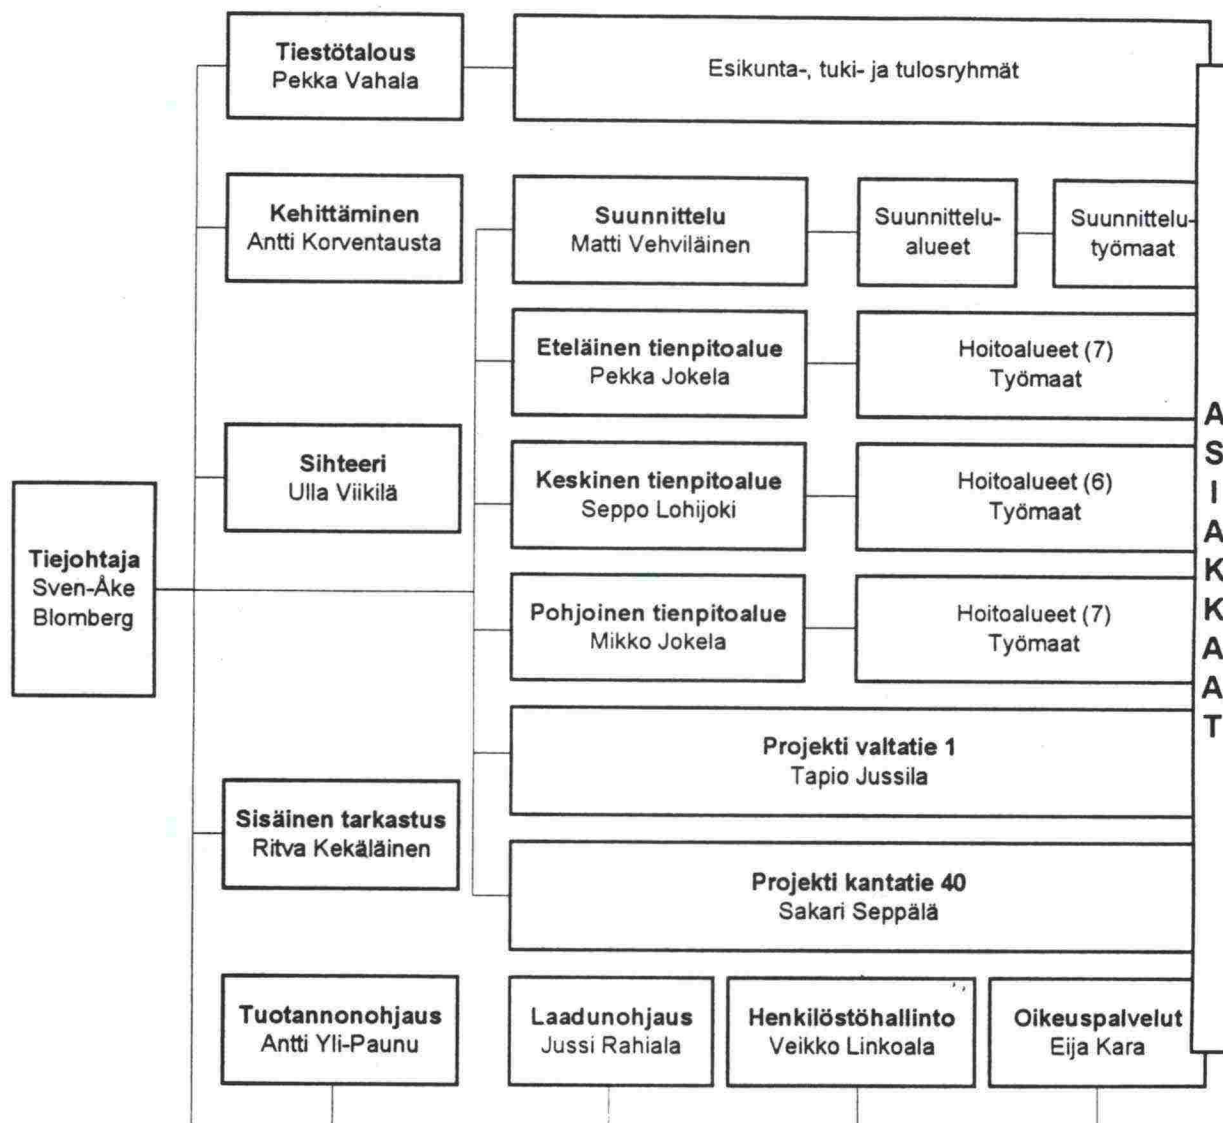 Tiestötalous
Pekka Vahala
Esikunta-, tuki- ja tulosryhmät
Kehittäminen
Antti Korventausta
Suunnittelu
Matti Vehviläinen
Suunnittelu-
alueet
Suunnittelu-
työmaat
Eteläinen tienpitoalue
Pekka Jokela
Hoitoalueet (7)
Työmaat
Sihteeri
Ulla Viikilä
Keskinen tienpitoalue
Seppo Lohijoki
Hoitoalueet (6)
Työmaat
Tiejohtaja
Sven-Åke
Blomberg
Pohjoinen tienpitoalue
Mikko Jokela
Hoitoalueet (7)
Työmaat
Projekti valtatie 1
Tapio Jussila
Sisäinen tarkastus
Ritva Kekäläinen
Projekti kantatie 40
Sakari Seppälä
Tuotannonohjaus
Antti Yli-Paunu
Laadunohjaus
Jussi Rahiala
Henkilöstöhallinto
Veikko Linkoala
Oikeuspalvelut
Eija Kara
ASIAKKAAT